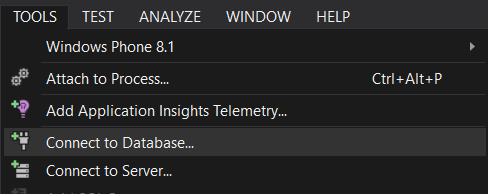 TOOLS TEST ANALYZE WINDOW HELP
Windows Phone 8.1
Attach to Process... Ctrl+Alt+P
Add Application Insights Telemetry...
Connect to Database...
Connect to Server...